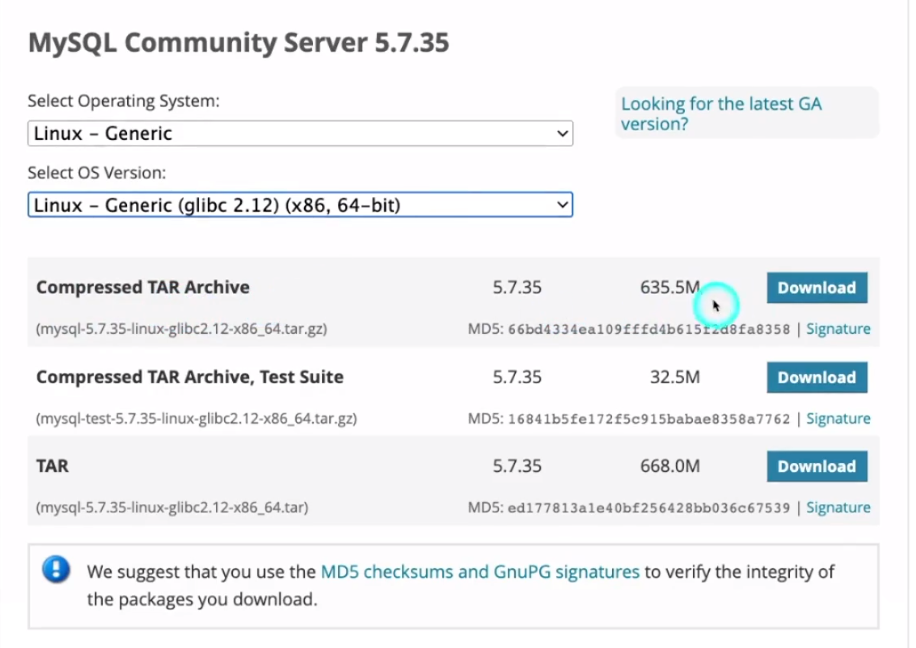 MySQL Community Server 5.7.35
Select Operating System:
Looking for the latest GA
version?
Linux – Generic
Select OS Version:
Linux – Generic (glibc 2.12) (x86, 64–bit)
Compressed TAR Archive 5.7.35 635.5M Download
(mysql-5.7.35-linux-glibc2.12-x86_64.tar.gz) MD5: 66bd4334ea109fffd4b615f2d8fa8358 | Signature
Compressed TAR Archive, Test Suite 5.7.35 32.5M Download
(mysql-test-5.7.35-linux-glibc2.12-x86_64.tar.gz) MD5: 16841b5fe172f5c915babae8358a7762 | Signature
TAR 5.7.35 668.0M Download
(mysql-5.7.35-linux-glibc2.12-x86_64.tar) MD5: ed177813a1e40bf256428bb036c67539 | Signature
We suggest that you use the MD5 checksums and GnuPG signatures to verify the integrity of
the packages you download.